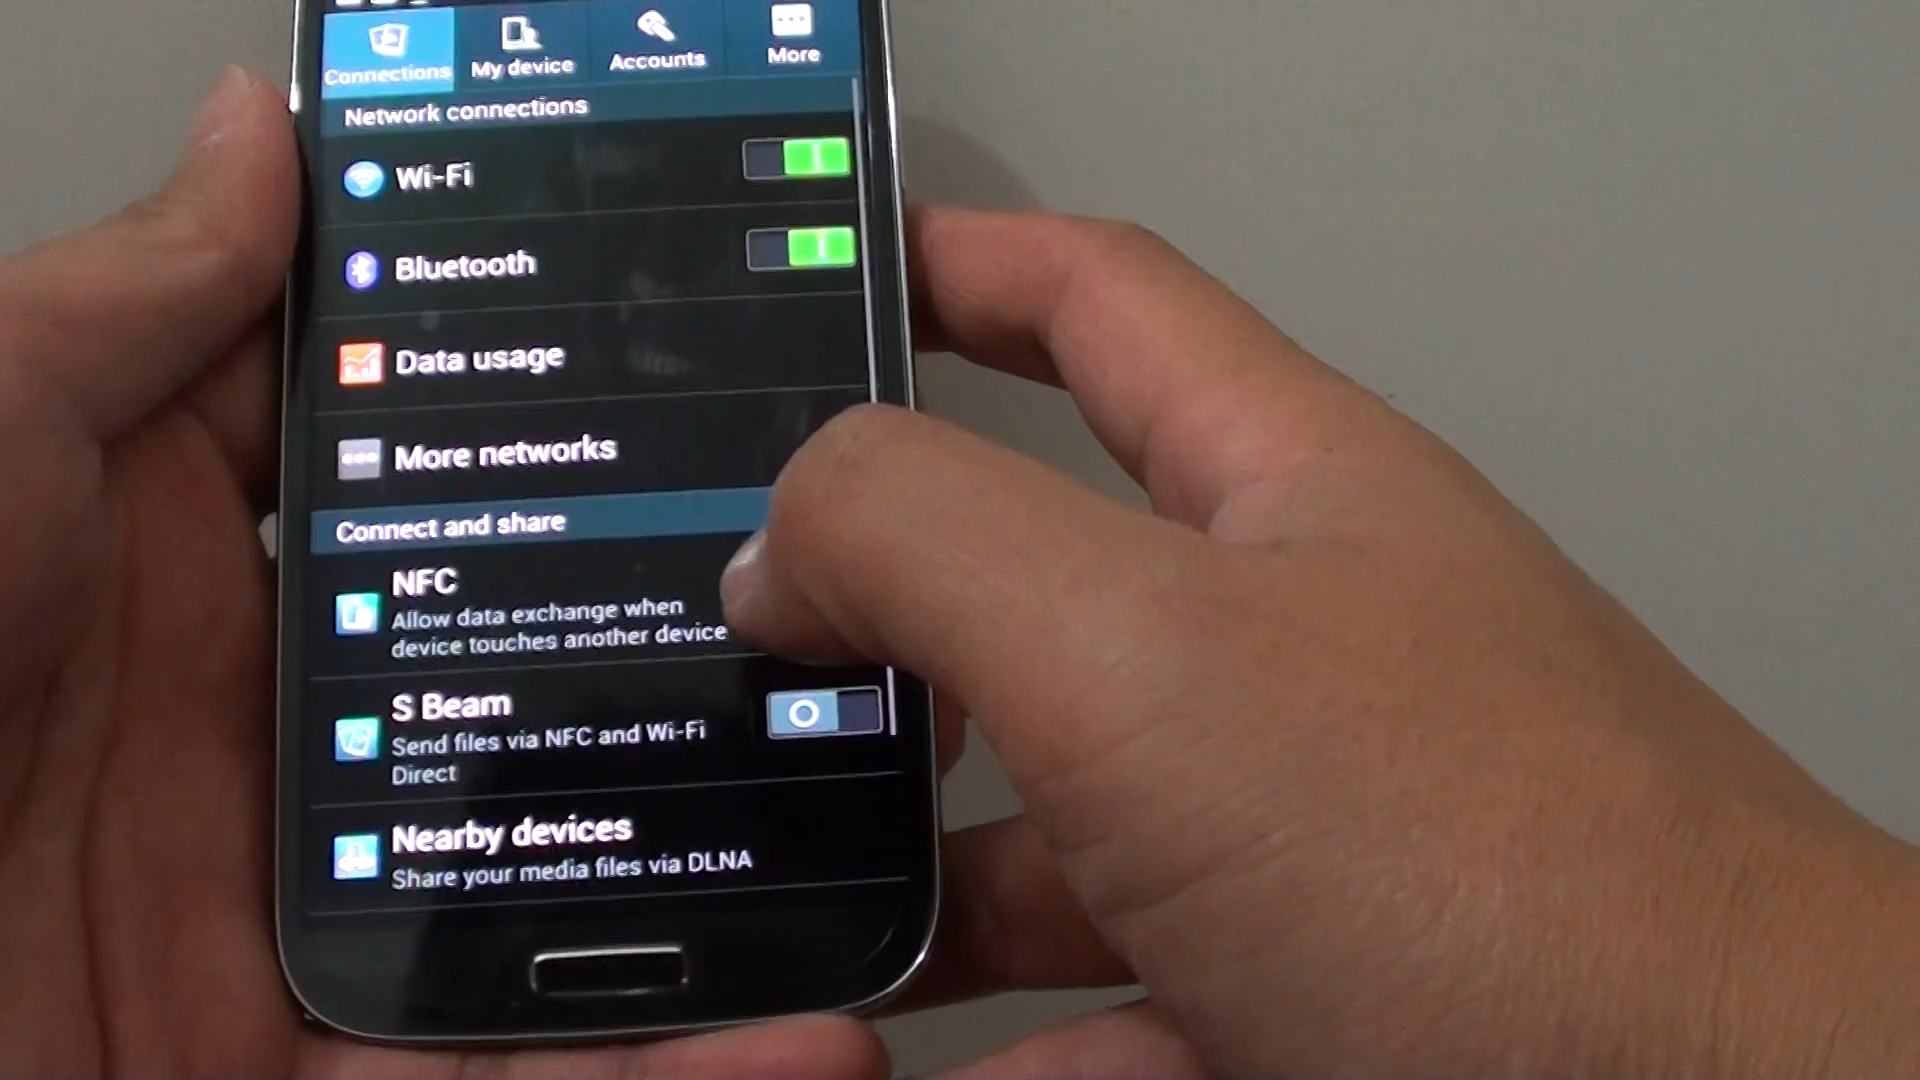 Connections
My device
Accounts
More
Network connections
Wi-Fi
Bluetooth
Data usage
More networks
Connect and share
NFC
Allow data exchange when
device touches another device
S Beam
Send files via NFC and Wi-Fi
Direct
Nearby devices
Share your media files via DLNA